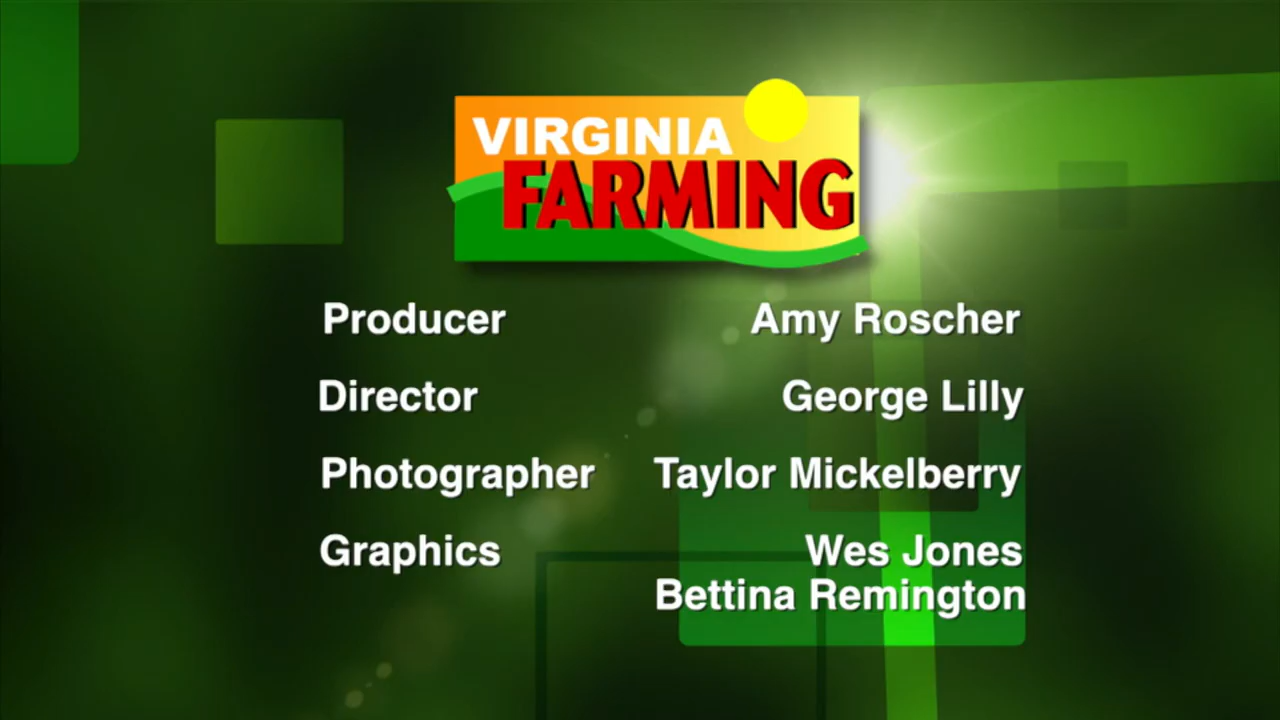 VIRGINIA
FARMING
Producer Amy Roscher
Director George Lilly
Photographer Taylor Mickelberry
Graphics Wes Jones
Bettina Remington